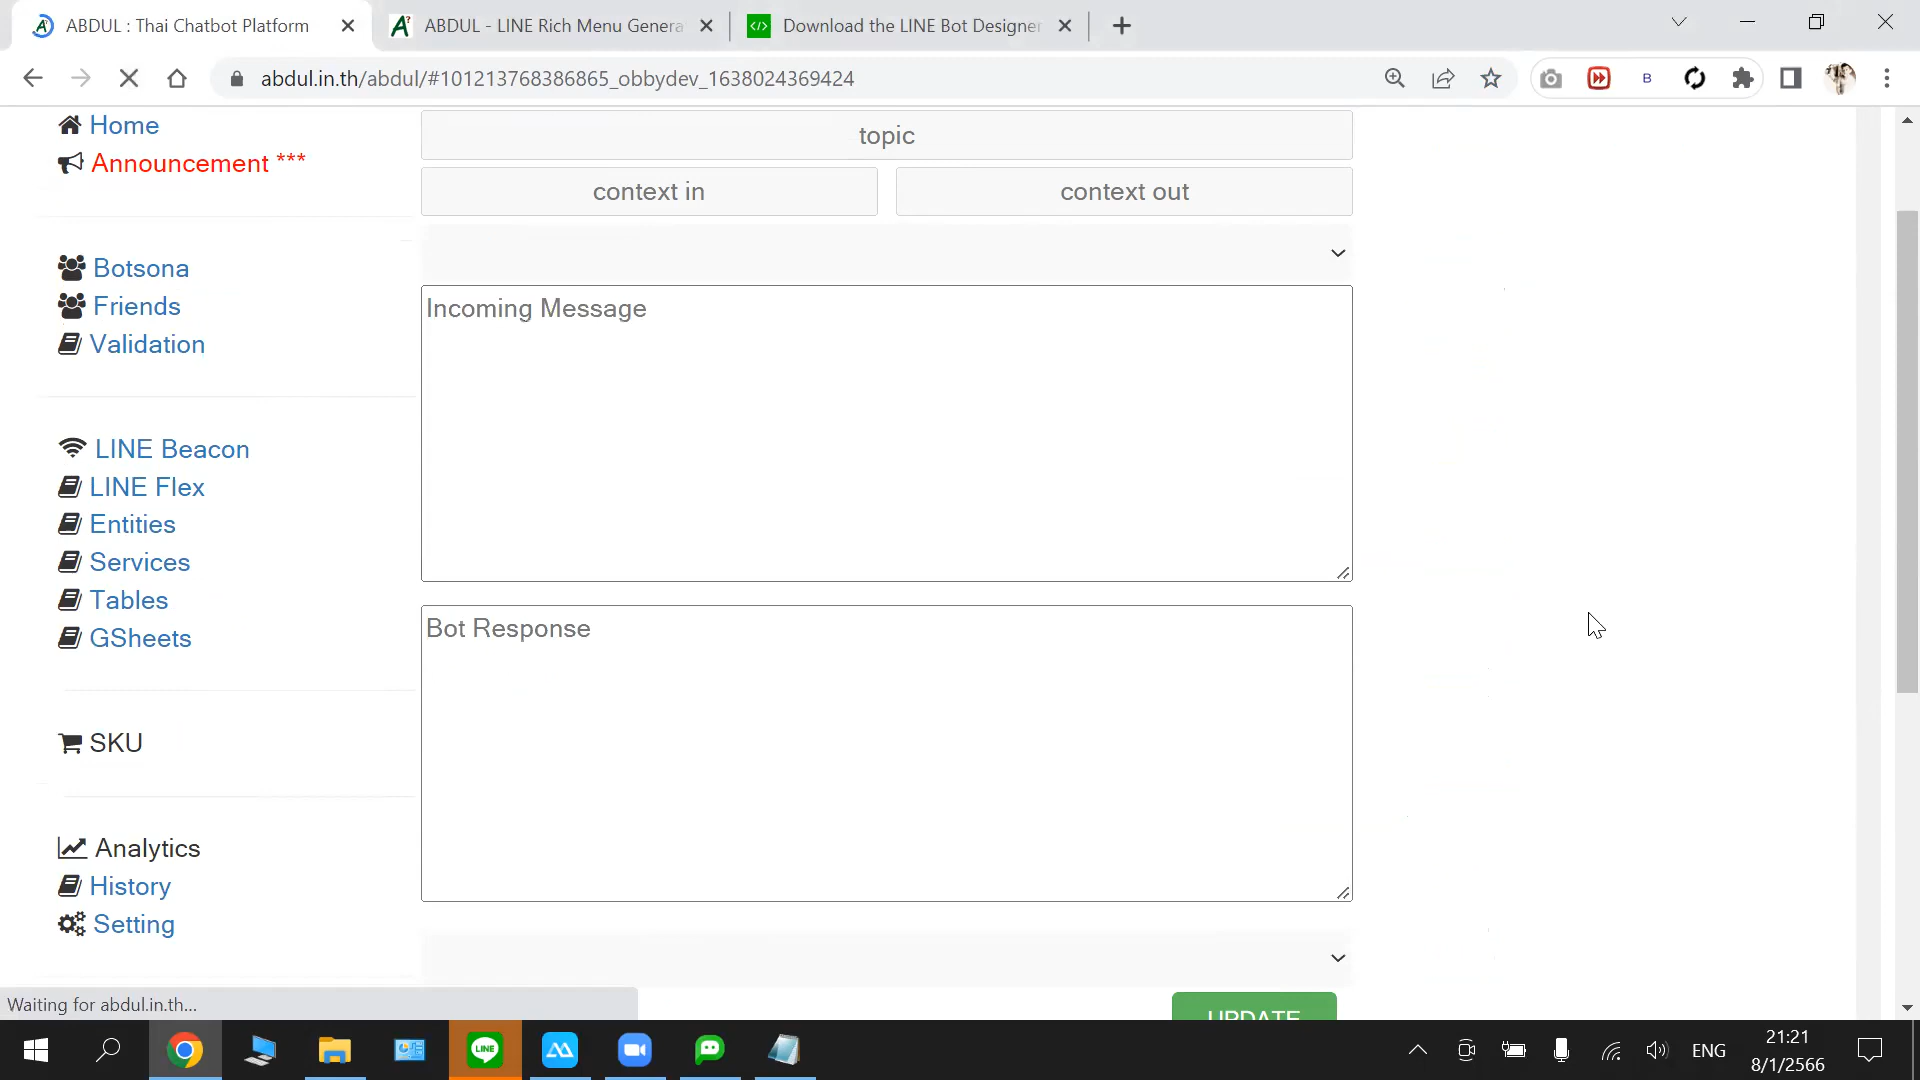 ABDUL : Thai Chatbot Platform
ABDUL - LINE Rich Menu Genera
Download the LINE Bot Designer
abdul.in.th/abdul/#101213768386865_obbydev_1638024369424
B
Home
Announcement ***
Botsona
Friends
Validation
LINE Beacon
LINE Flex
Entities
Services
Tables
GSheets
SKU
Analytics
History
Setting
topic
context in
context out
Incoming Message
Bot Response
UPDATE
Waiting for abdul.in.th...
LINE
ENG
21:21
8/1/2566